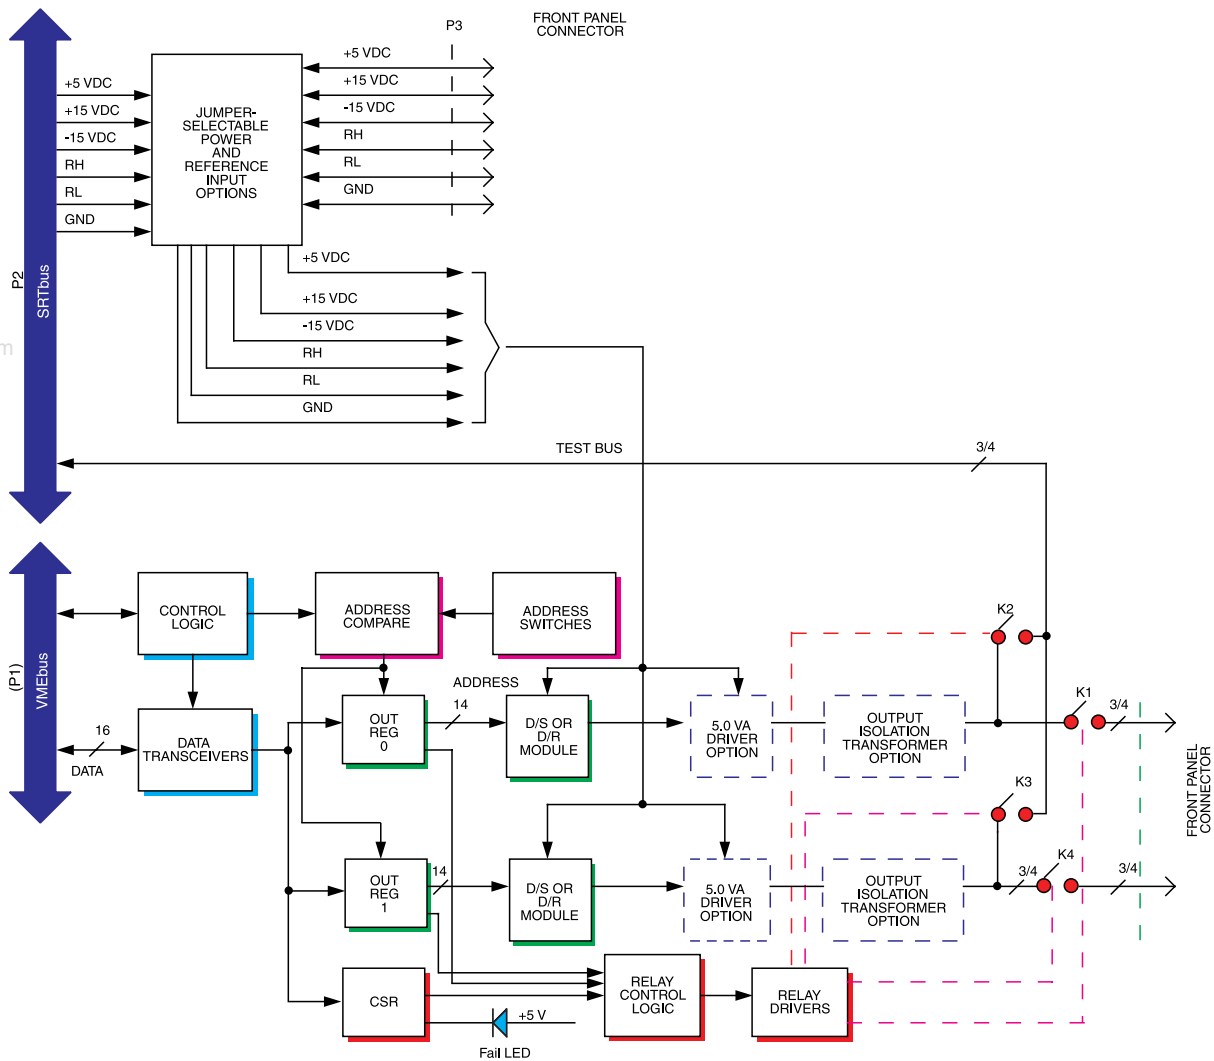 P3
FRONT PANEL
CONNECTOR
+5 VDC
+15 VDC
-15 VDC
RH
RL
GND
JUMPER-
SELECTABLE
POWER
AND
REFERENCE
INPUT
OPTIONS
+5 VDC
+15 VDC
-15 VDC
RH
RL
GND
P2
SRTbus
m
+5 VDC
+15 VDC
-15 VDC
RH
RL
GND
TEST BUS
3/4
(P1)
VMEbus
CONTROL
LOGIC
ADDRESS
COMPARE
ADDRESS
SWITCHES
K2
K1
3/4
16
DATA
DATA
TRANSCEIVERS
OUT
REG
0
ADDRESS
14
D/S OR
D/R
MODULE
5.0 VA
DRIVER
OPTION
OUTPUT
ISOLATION
TRANSFORMER
OPTION
FRONT PANEL
CONNECTOR
K3
OUT
REG
1
14
D/S OR
D/R
MODULE
5.0 VA
DRIVER
OPTION
OUTPUT
ISOLATION
TRANSFORMER
OPTION
3/4
K4
3/4
CSR
+5 V
Fail LED
RELAY
CONTROL
LOGIC
RELAY
DRIVERS